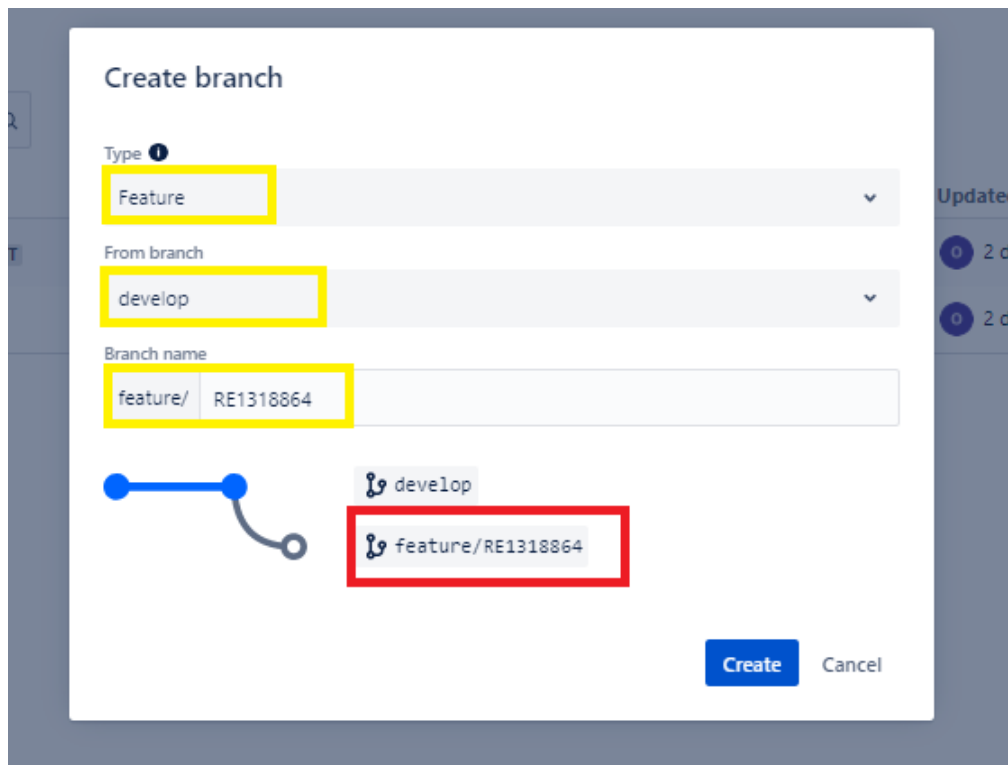 Create branch
Type
Feature
Updated
T
From branch
O 2 d
develop
O 2 d
Branch name
feature/ RE1318864
develop
feature/RE1318864
Create Cancel